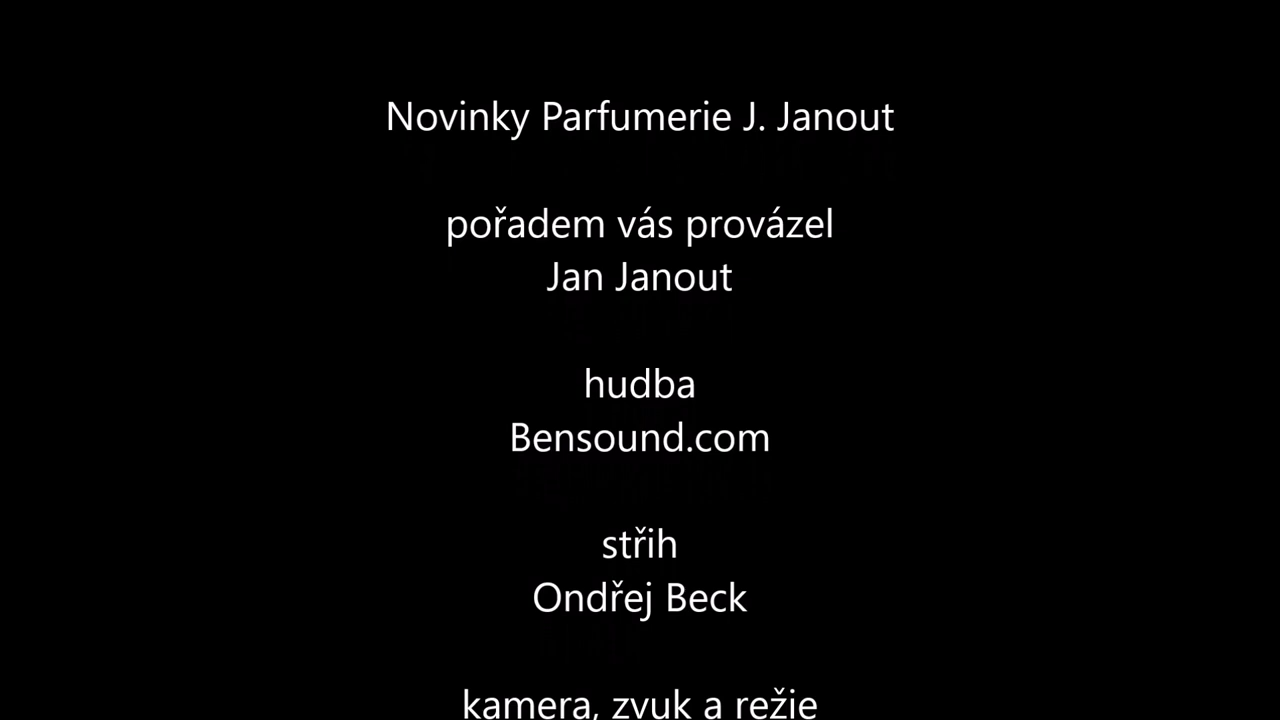 Novinky Parfumerie J. Janout
pořadem vás provázel
Jan Janout
hudba
Bensound.com
střih
Ondřej Beck
kamera, zvuk a režie